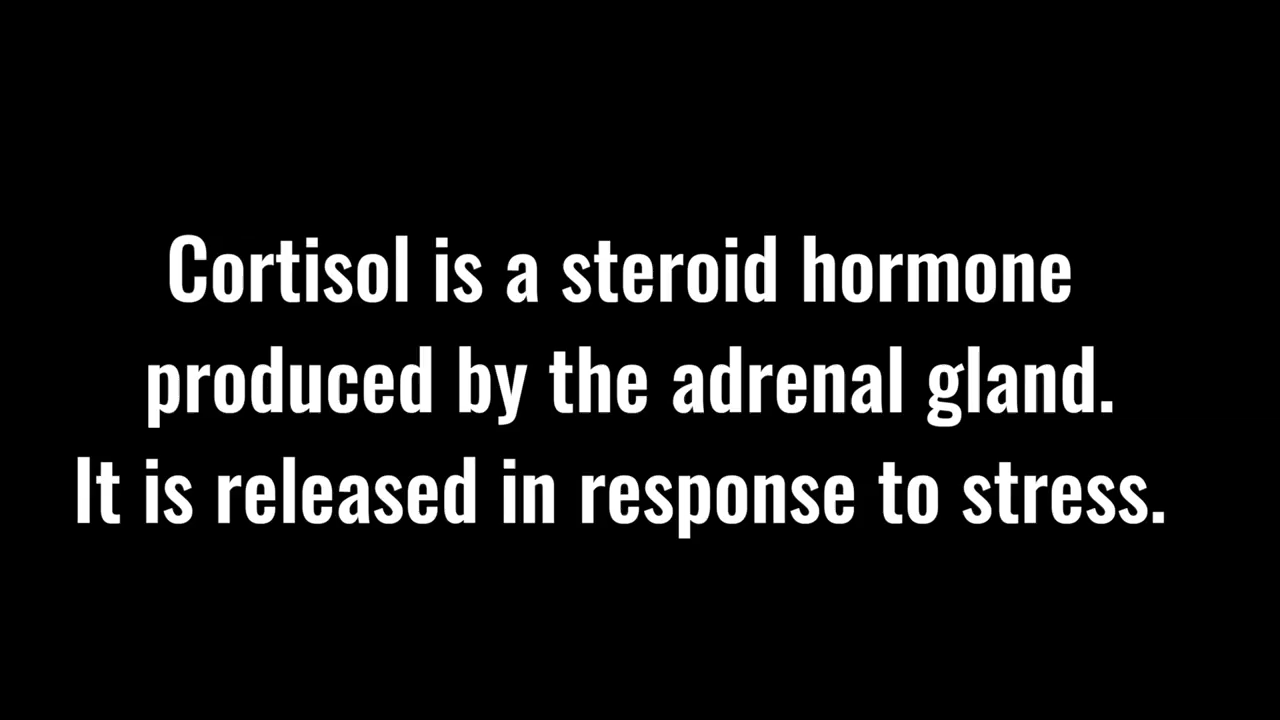 Cortisol is a steroid hormone
produced by the adrenal gland.
It is released in response to stress.